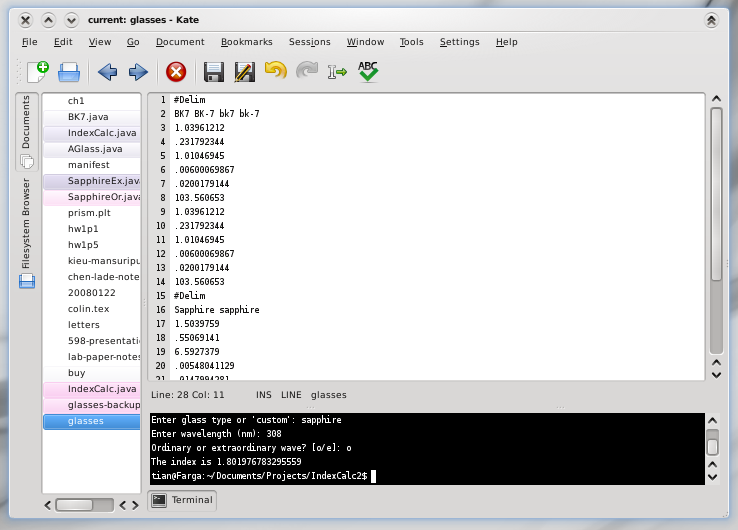 current: glasses - Kate
File Edit View Go Document Bookmarks Sessions Window Tools Settings Help
ABC
Documents
Filesystem Browser
ch1
BK7.java
IndexCalc.java
AGlass.java
manifest
SapphireEx.java
SapphireOr.java
prism.plt
hw1p1
hw1p5
kieu-mansuripu
chen-lade-note
20080122
colin.tex
letters
598-presentati
lab-paper-notes
buy
IndexCalc.java
glasses-backup
glasses
1 #Delim
2 BK7 BK-7 bk7 bk-7
3 1.03961212
4 .231792344
5 1.01046945
6 .00600069867
7 .0200179144
8 103.560653
9 1.03961212
10 .231792344
11 1.01046945
12 .00600069867
13 .0200179144
14 103.560653
15 #Delim
16 Sapphire sapphire
17 1.5039759
18 .55069141
19 6.5927379
20 .00548041129
21 .0147994281
Line: 28 Col: 11 INS LINE glasses
Enter glass type or 'custom': sapphire
Enter wavelength (nm): 308
Ordinary or extraordinary wave? [o/e]: o
The index is 1.801976783295559
tian@Farga:~/Documents/Projects/IndexCalc2$
Terminal